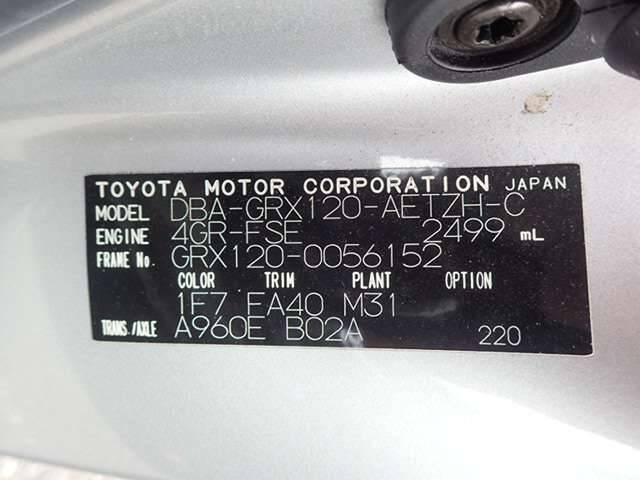 TOYOTA MOTOR CORPORATION JAPAN
MODEL DBA-GRX120-AETZH-C
ENGINE 4GR-FSE 2499 mL
FRAME No. GRX120-0056152
COLOR TRIM PLANT OPTION
1F7 FA40 M31
TRANS./AXLE A960E B02A 220